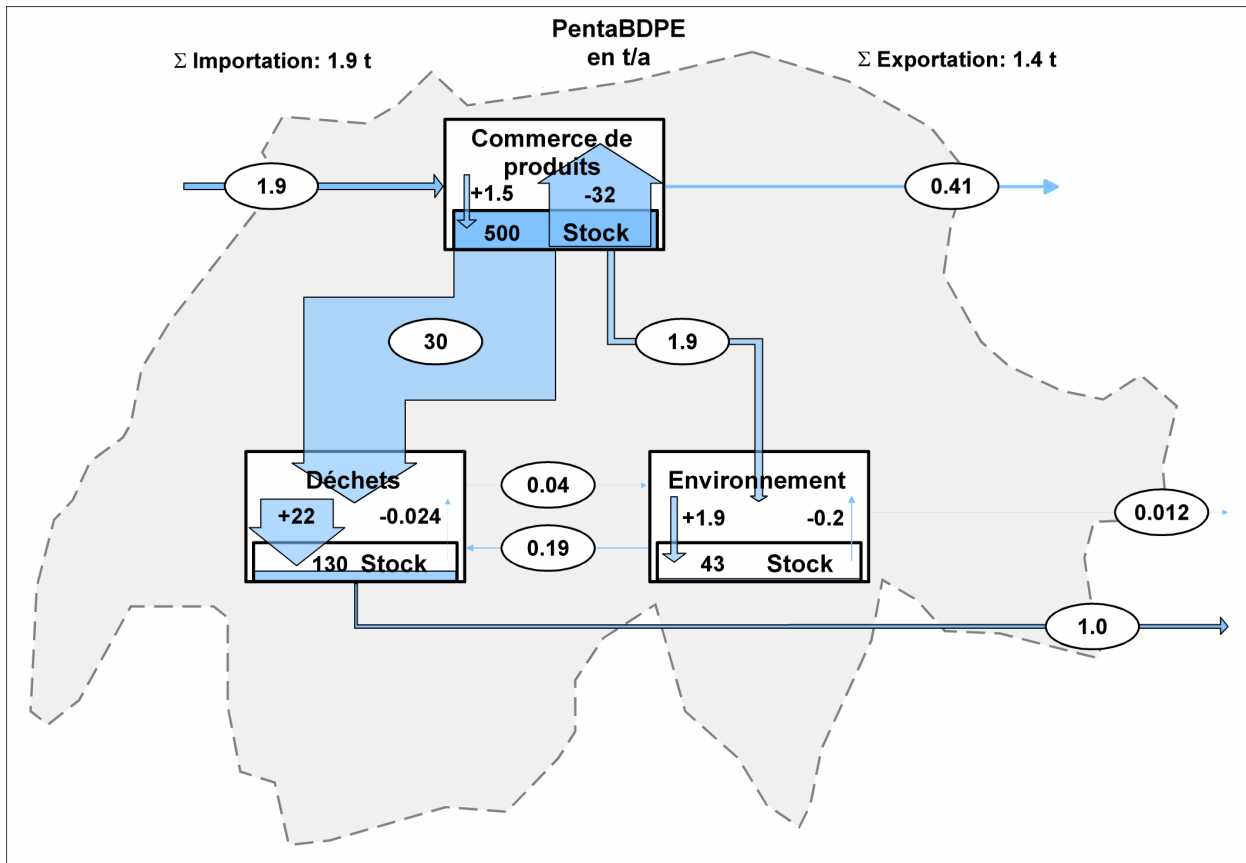 PentaBDPE
en t/a
Σ Importation: 1.9 t
Σ Exportation: 1.4 t
Commerce de
produits
1.9
+1.5
-32
0.41
500 Stock
30
1.9
Déchets
0.04
Environnement
+22
-0.024
+1.9
-0.2
0.012
0.19
130 Stock
43 Stock
1.0